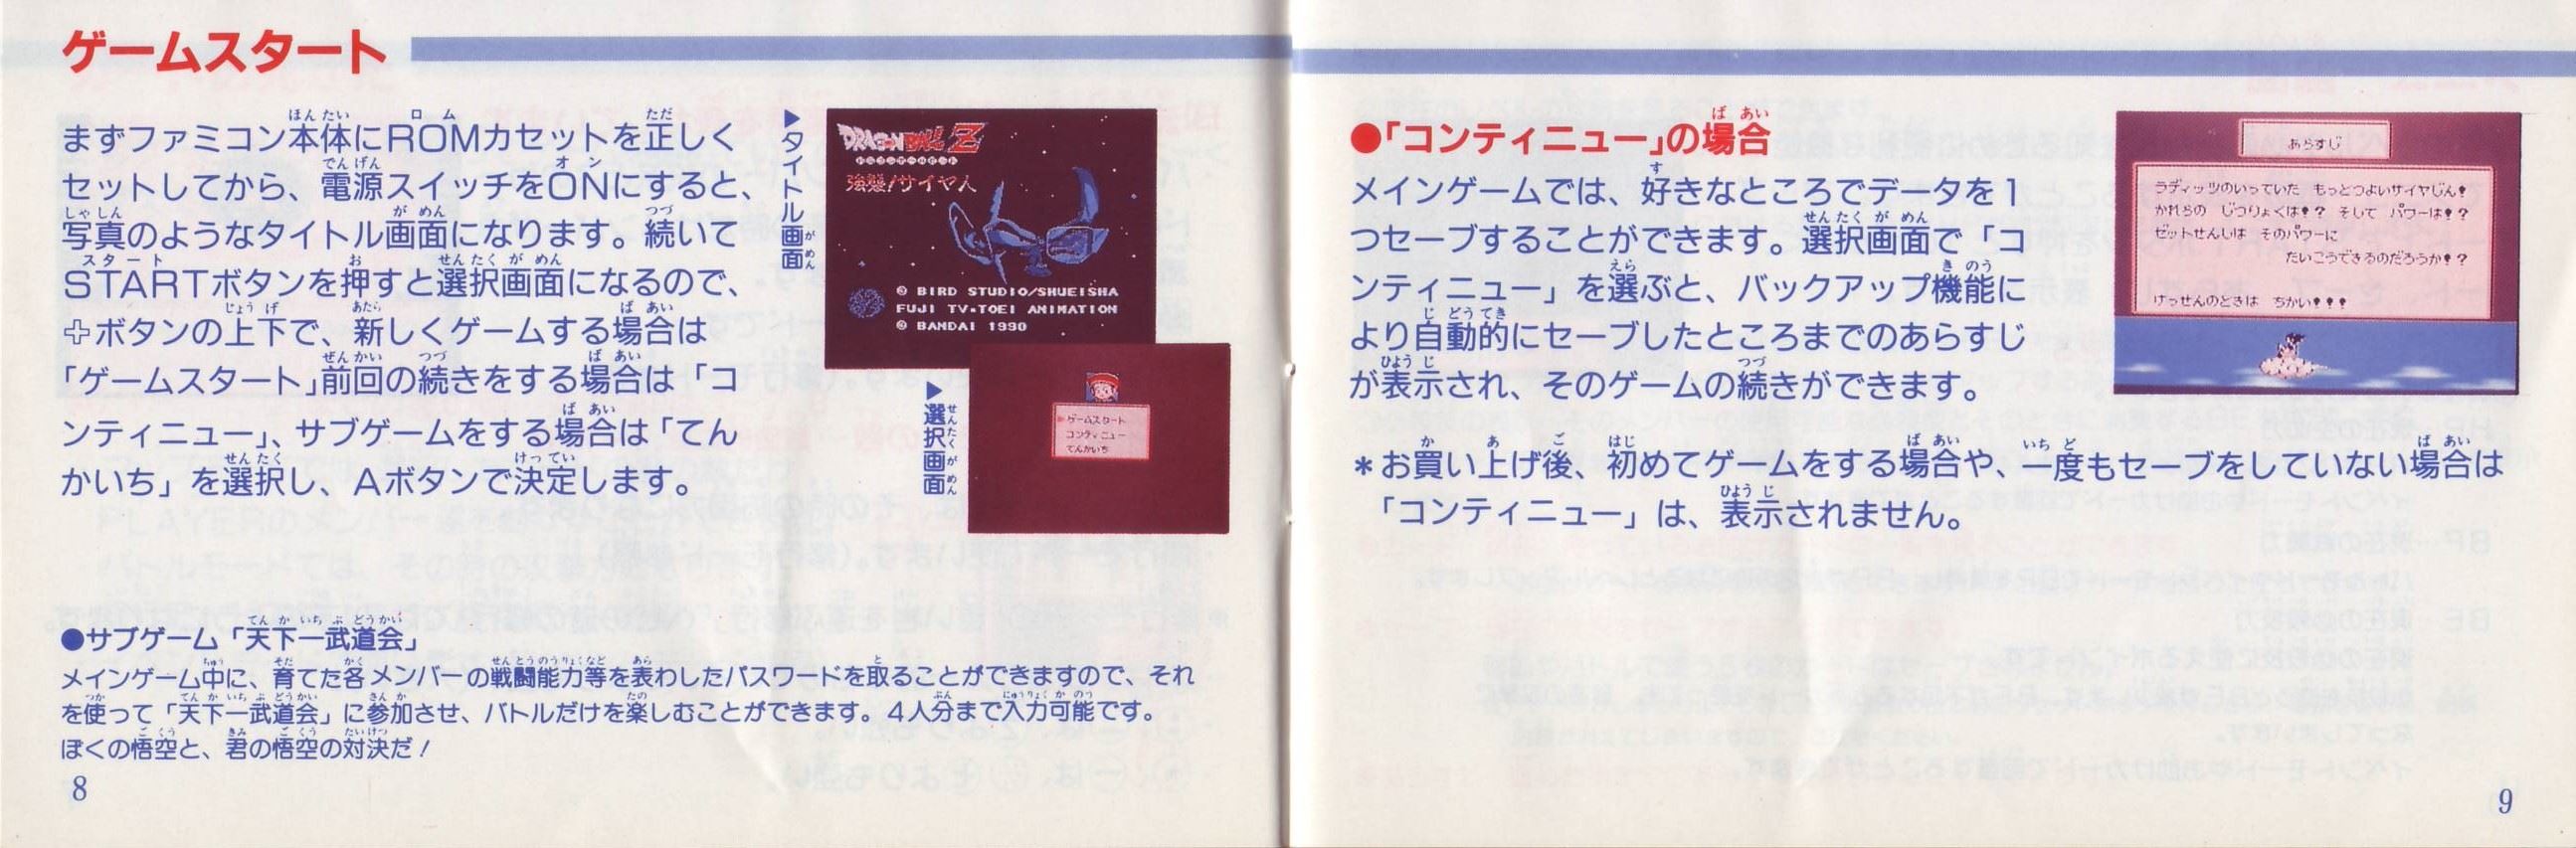 ゲームスタート
まずファミコン本体にROMカセットを正しく
セットしてから、電源スイッチをONにすると、
写真のようなタイトル画面になります。続いて
STARTボタンを押すと選択画面になるので、
✚ボタンの上下で、新しくゲームする場合は
「ゲームスタート」前回の続きをする場合は「コ
ンティニュー」、サブゲームをする場合は「てん
かいち」を選択し、Aボタンで決定します。
▶タイトル画面
DRAGON BALL Z
強襲!サイヤ人
© BIRD STUDIO/SHUEISHA
FUJI TV・TOEI ANIMATION
© BANDAI 1990
▶選択画面
ゲームスタート
コンティニュー
てんかいち
●サブゲーム「天下一武道会」
メインゲーム中に、育てた各メンバーの戦闘能力等を表わしたパスワードを取ることができますので、それ
を使って「天下一武道会」に参加させ、バトルだけを楽しむことができます。4人分まで入力可能です。
ぼくの悟空と、君の悟空の対決だ!
8
●「コンティニュー」の場合
メインゲームでは、好きなところでデータを1
つセーブすることができます。選択画面で「コ
ンティニュー」を選ぶと、バックアップ機能に
より自動的にセーブしたところまでのあらすじ
が表示され、そのゲームの続きができます。
あらすじ
ラディッツのいっていた もっとつよいサイヤじん!
かれらの じつりょくは!? そして パワーは!?
ゼットせんしは そのパワーに
たいこうできるのだろうか!?
けっせんのときは ちかい!!!
＊お買い上げ後、初めてゲームをする場合や、一度もセーブをしていない場合は
「コンティニュー」は、表示されません。
9